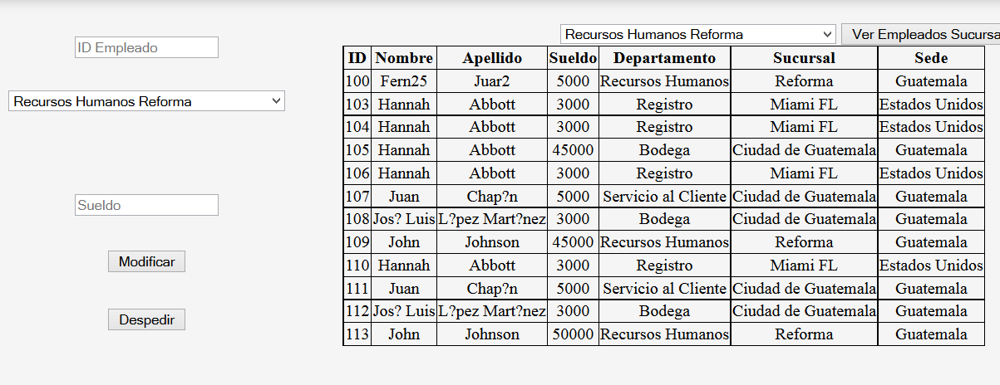 Recursos Humanos Reforma Ver Empleados Sucursa
ID Empleado
Recursos Humanos Reforma
Sueldo
Modificar
Despedir
ID Nombre Apellido Sueldo Departamento Sucursal Sede
100 Fern25 Juar2 5000 Recursos Humanos Reforma Guatemala
103 Hannah Abbott 3000 Registro Miami FL Estados Unidos
104 Hannah Abbott 3000 Registro Miami FL Estados Unidos
105 Hannah Abbott 45000 Bodega Ciudad de Guatemala Guatemala
106 Hannah Abbott 3000 Registro Miami FL Estados Unidos
107 Juan Chap?n 5000 Servicio al Cliente Ciudad de Guatemala Guatemala
108 Jos? Luis L?pez Mart?nez 3000 Bodega Ciudad de Guatemala Guatemala
109 John Johnson 45000 Recursos Humanos Reforma Guatemala
110 Hannah Abbott 3000 Registro Miami FL Estados Unidos
111 Juan Chap?n 5000 Servicio al Cliente Ciudad de Guatemala Guatemala
112 Jos? Luis L?pez Mart?nez 3000 Bodega Ciudad de Guatemala Guatemala
113 John Johnson 50000 Recursos Humanos Reforma Guatemala